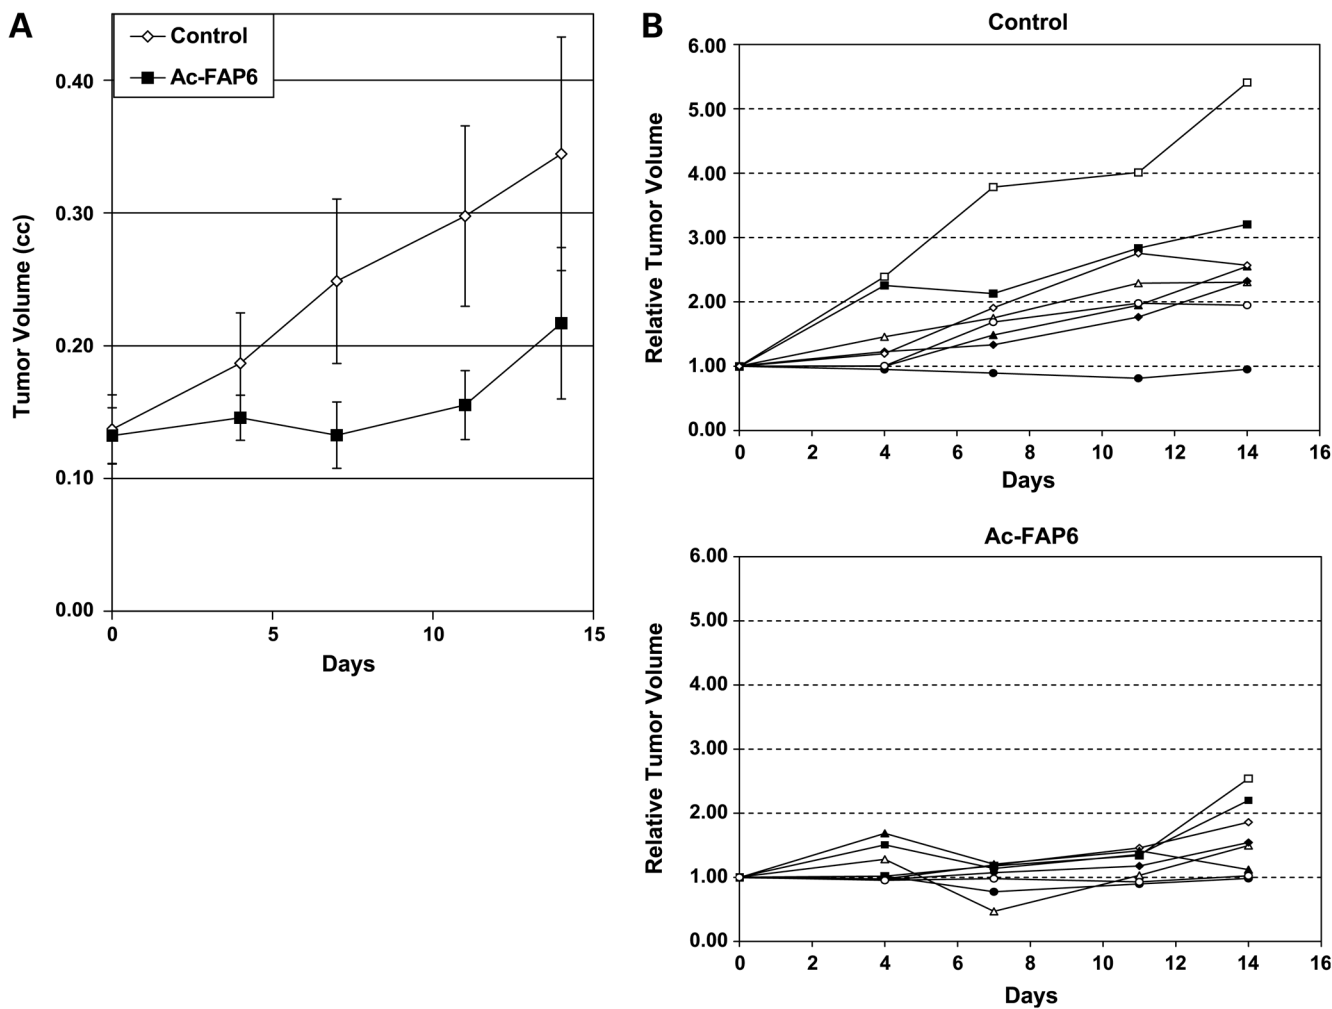 A
Control
Ac-FAP6
Tumor Volume (cc)
0.40
0.30
0.20
0.10
0.00
0 5 10 15
Days
B
Control
Relative Tumor Volume
6.00
5.00
4.00
3.00
2.00
1.00
0.00
0 2 4 6 8 10 12 14 16
Days
Ac-FAP6
Relative Tumor Volume
6.00
5.00
4.00
3.00
2.00
1.00
0.00
0 2 4 6 8 10 12 14 16
Days